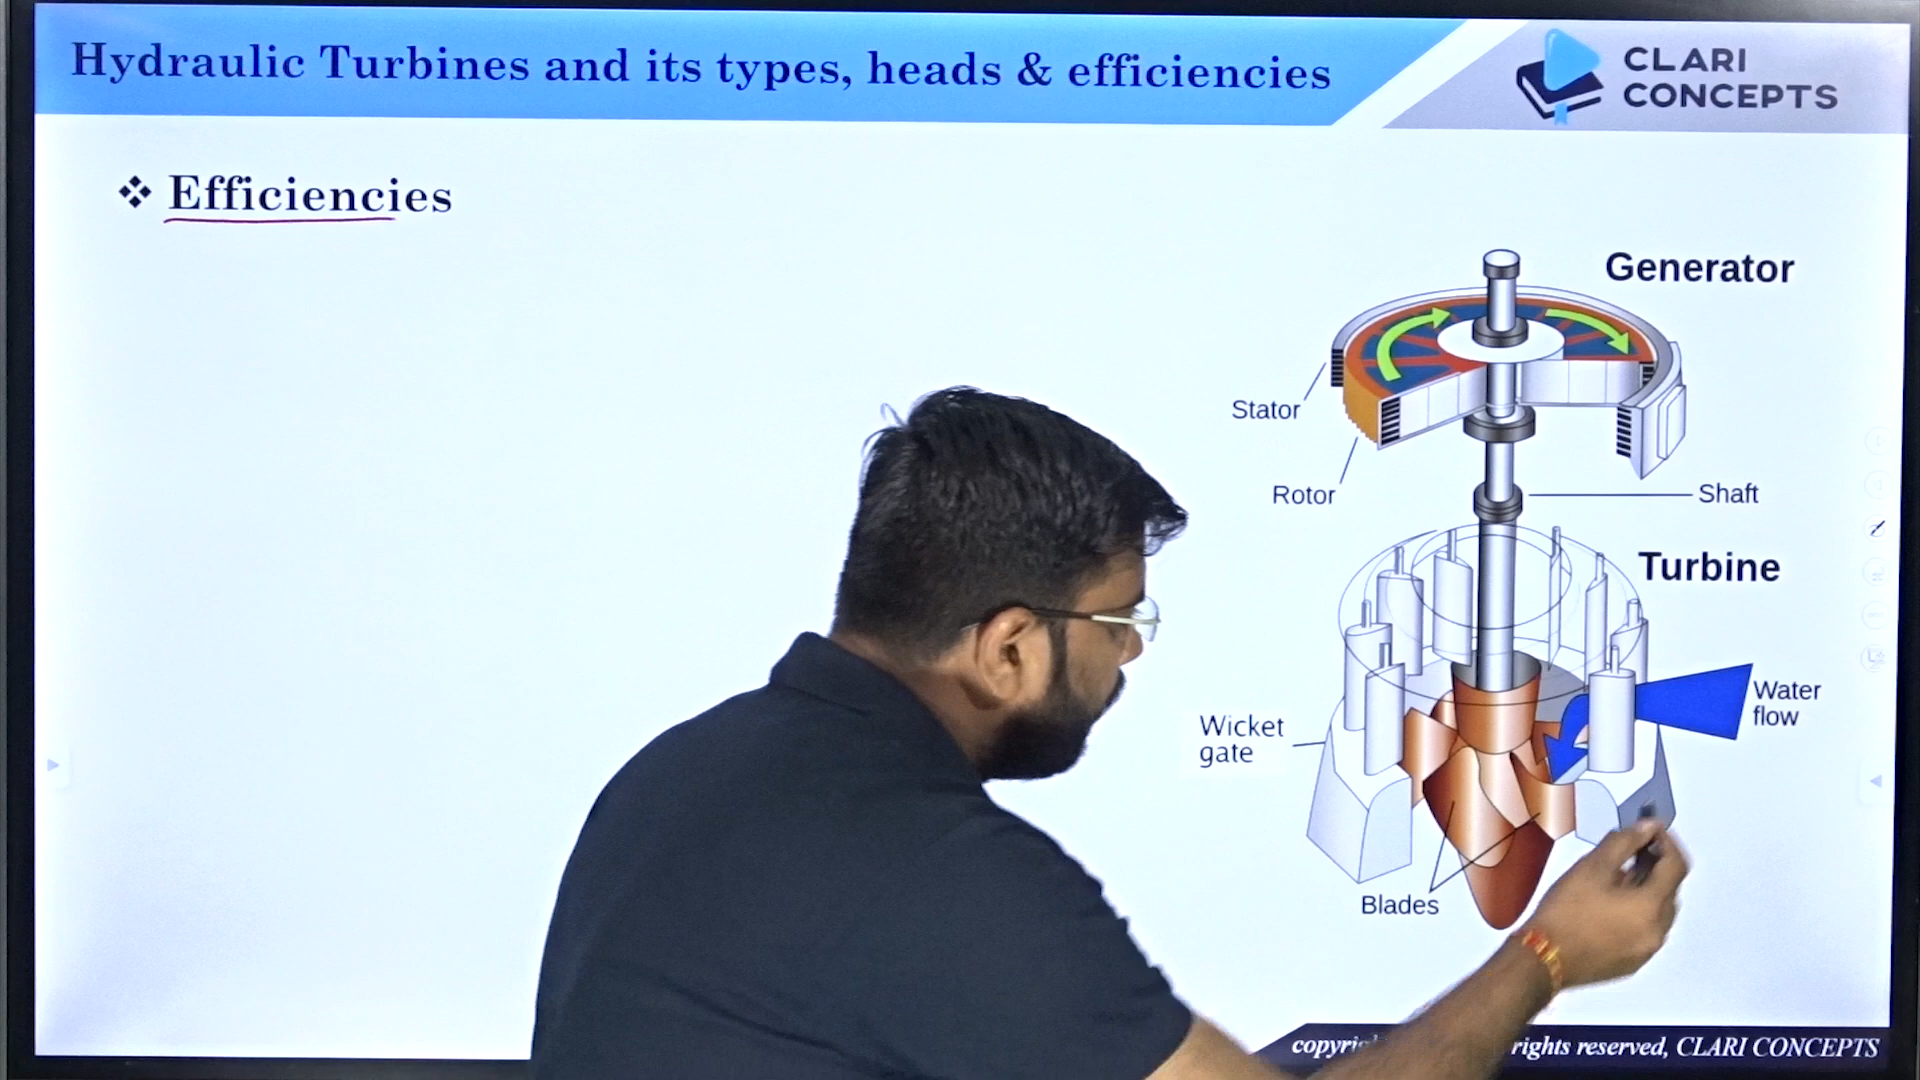 Hydraulic Turbines and its types, heads & efficiencies
CLARI
CONCEPTS
❖ Efficiencies
Generator
Stator
Rotor
Shaft
Turbine
Water
flow
Wicket
gate
Blades
rights reserved, CLARI CONCEPTS